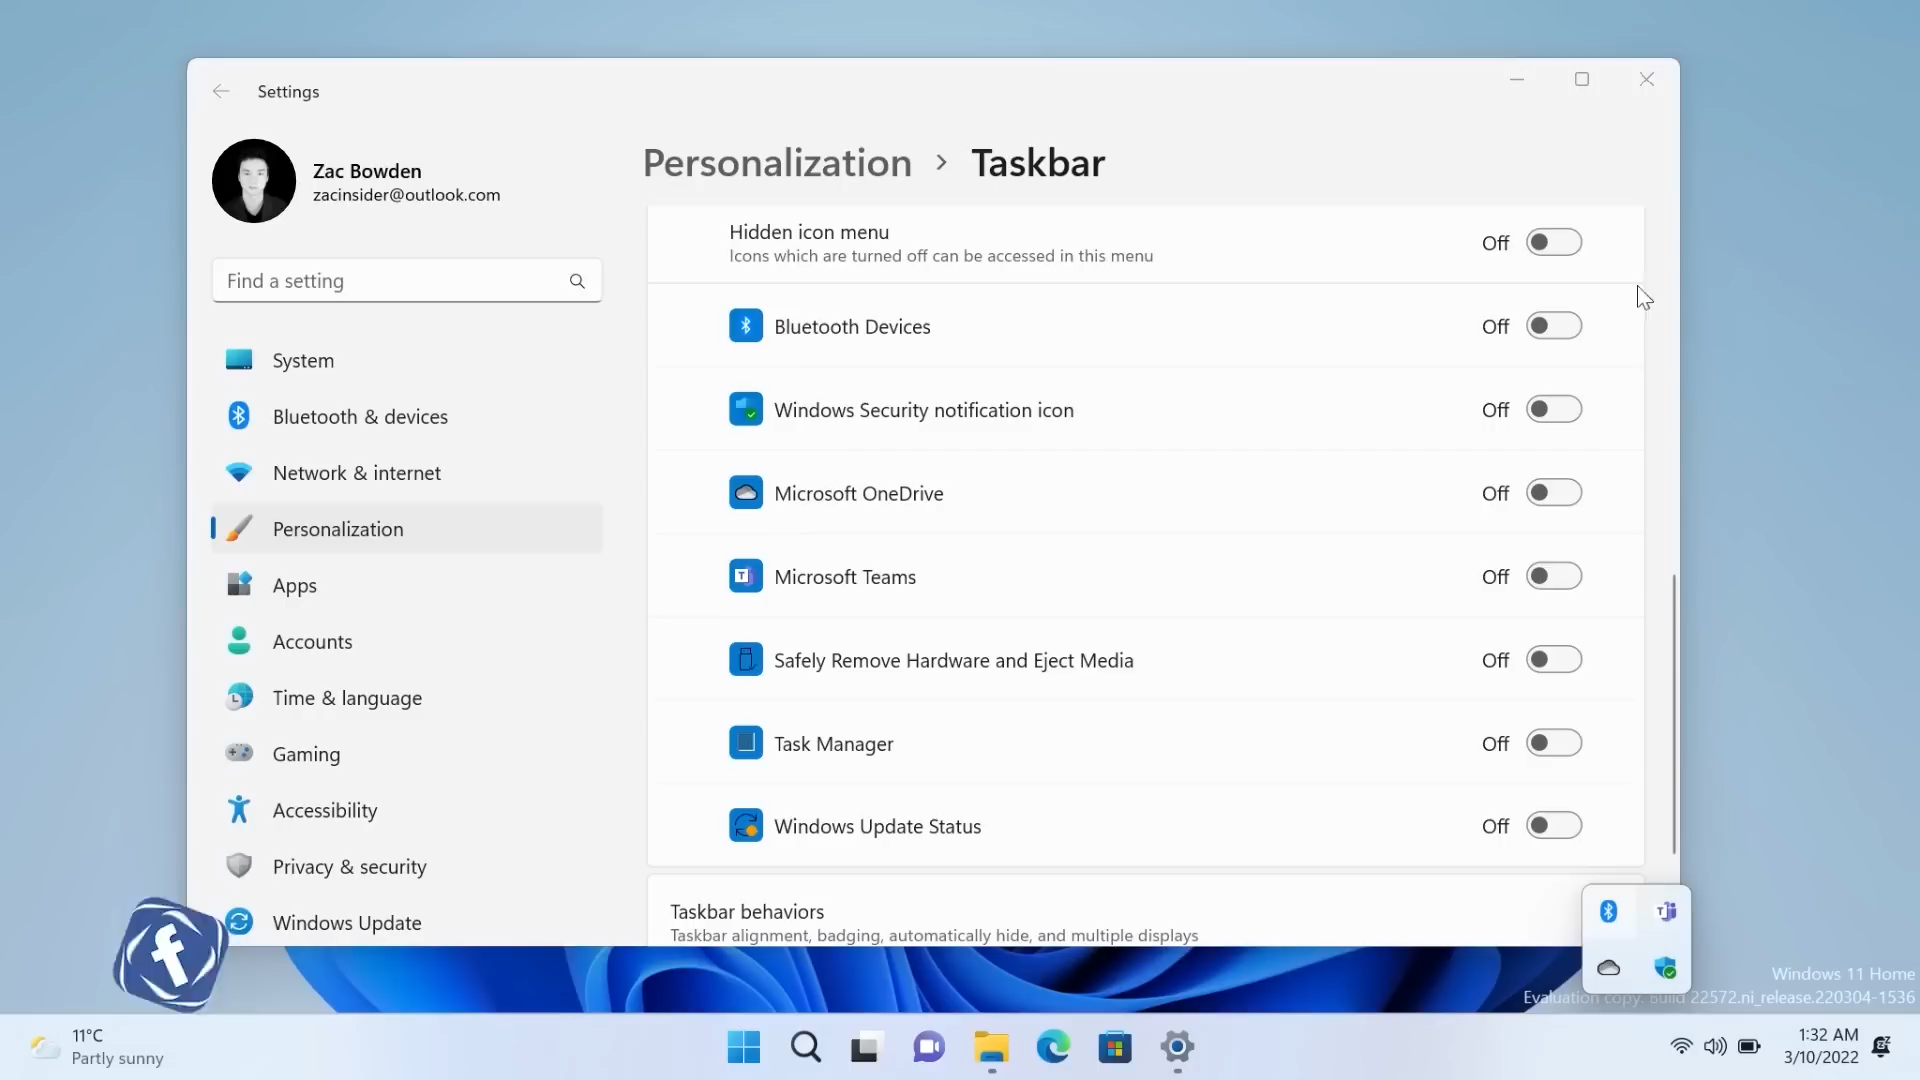 Settings
Zac Bowden
zacinsider@outlook.com
Find a setting
System
Bluetooth & devices
Network & internet
Personalization
Apps
Accounts
Time & language
Gaming
Accessibility
Privacy & security
Windows Update
Personalization > Taskbar
Hidden icon menu
Icons which are turned off can be accessed in this menu
Off
Bluetooth Devices
Off
Windows Security notification icon
Off
Microsoft OneDrive
Off
Microsoft Teams
Off
Safely Remove Hardware and Eject Media
Off
Task Manager
Off
Windows Update Status
Off
Taskbar behaviors
Taskbar alignment, badging, automatically hide, and multiple displays
Windows 11 Home
Evaluation copy. Build 22572.ni_release.220304-1536
11°C
Partly sunny
1:32 AM
3/10/2022